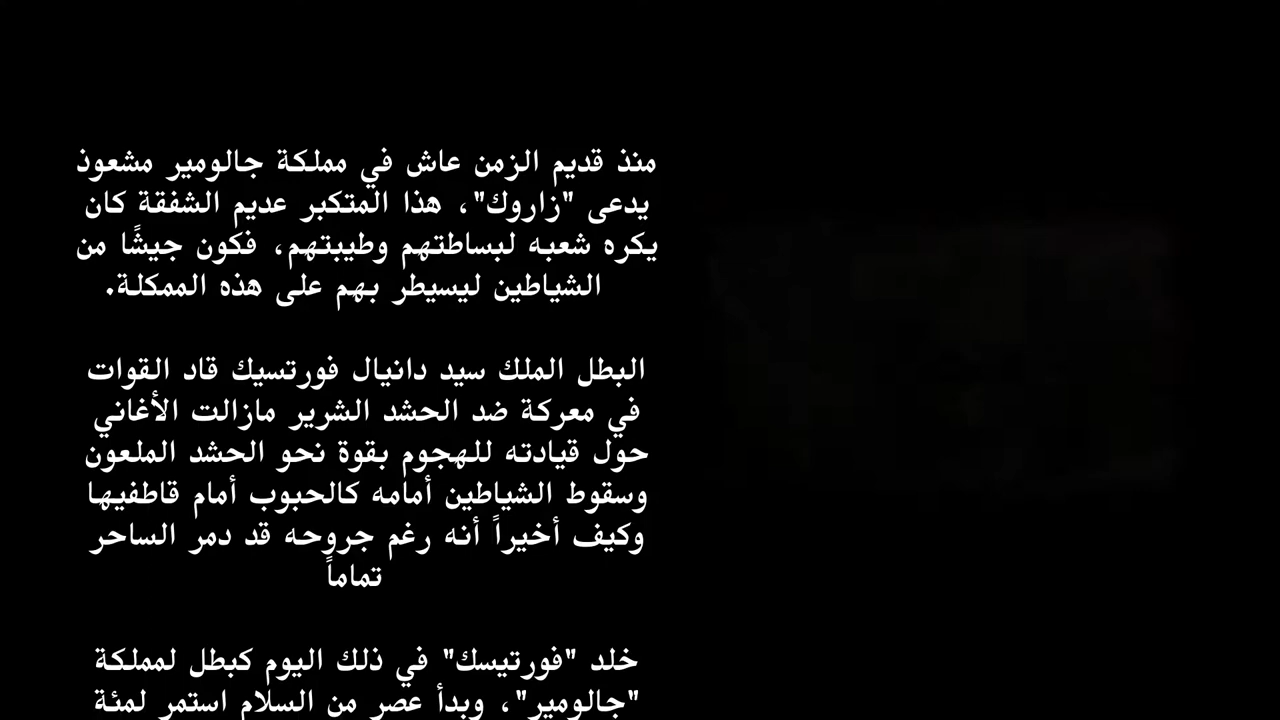 منذ قديم الزمن عاش في مملكة جالومير مشعوذ
يدعى "زاروك"، هذا المتكبر عديم الشفقة كان
يكره شعبه لبساطتهم وطيبتهم، فكون جيشًا من
الشياطين ليسيطر بهم على هذه الممكلة.
البطل الملك سيد دانيال فورتسيك قاد القوات
في معركة ضد الحشد الشرير مازالت الأغاني
حول قيادته للهجوم بقوة نحو الحشد الملعون
وسقوط الشياطين أمامه كالحبوب أمام قاطفيها
وكيف أخيراً أنه رغم جروحه قد دمر الساحر
تماماً
خلد "فورتيسك" في ذلك اليوم كبطل لمملكة
"جالومير"، وبدأ عصر من السلام استمر لمئة